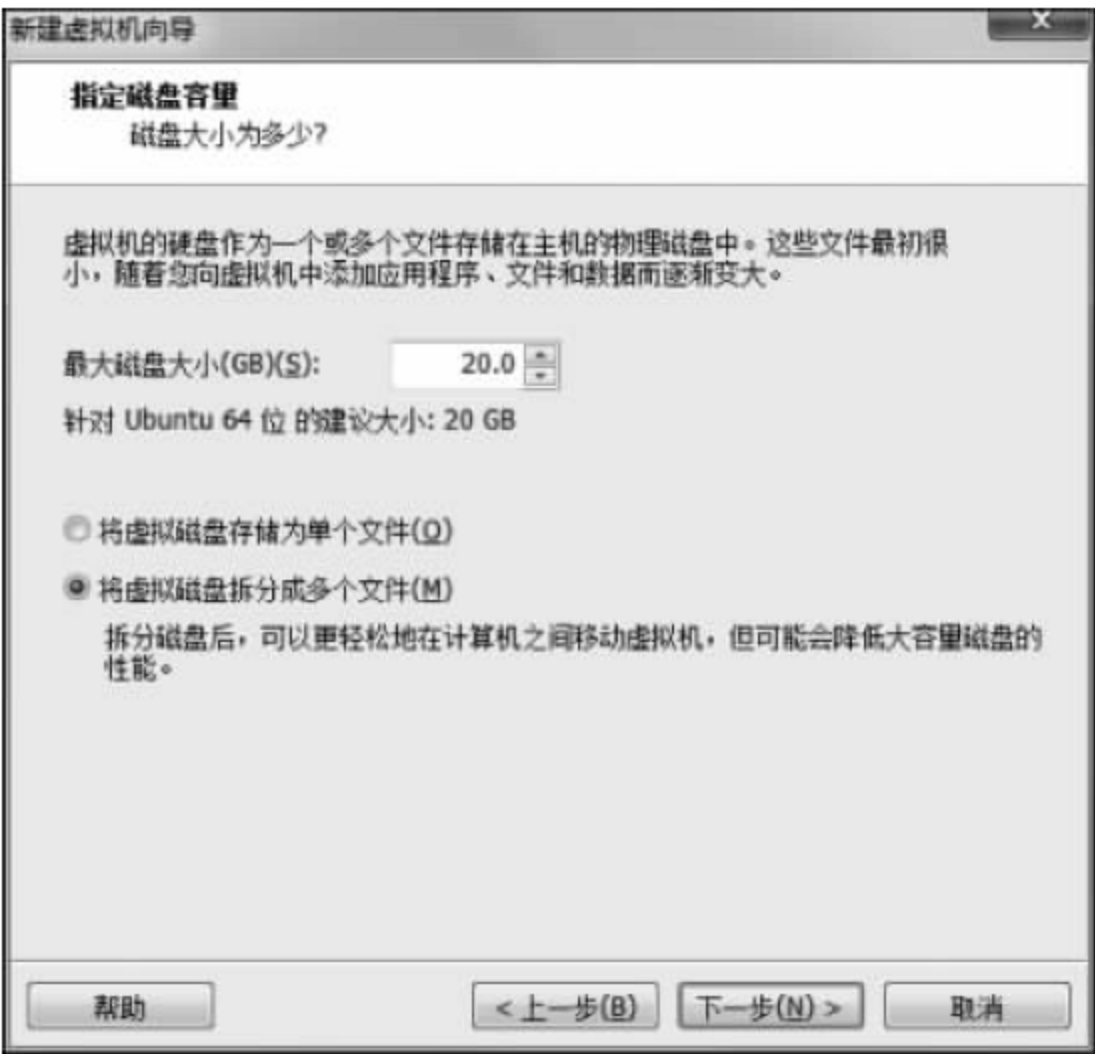 新建虚拟机向导
指定磁盘容量
磁盘大小为多少?
虚拟机的硬盘作为一个或多个文件存储在主机的物理磁盘中。这些文件最初很
小，随着您向虚拟机中添加应用程序、文件和数据而逐渐变大。
最大磁盘大小(GB)(S): 20.0
针对 Ubuntu 64 位 的建议大小: 20 GB
将虚拟磁盘存储为单个文件(O)
将虚拟磁盘拆分成多个文件(M)
拆分磁盘后，可以更轻松地在计算机之间移动虚拟机，但可能会降低大容量磁盘的
性能。
帮助 < 上一步(B) 下一步(N) > 取消